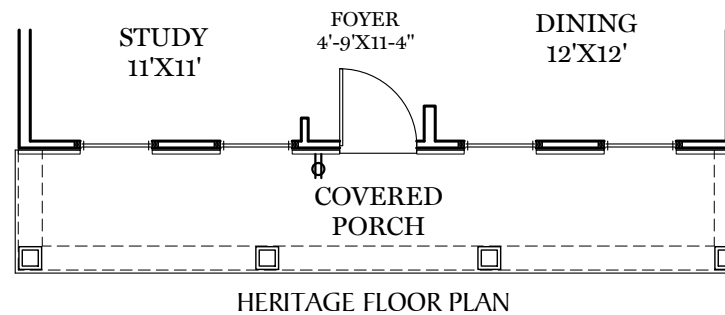 STUDY
11'X11'
FOYER
4'-9'X11-4"
DINING
12'X12'
COVERED
PORCH
HERITAGE FLOOR PLAN